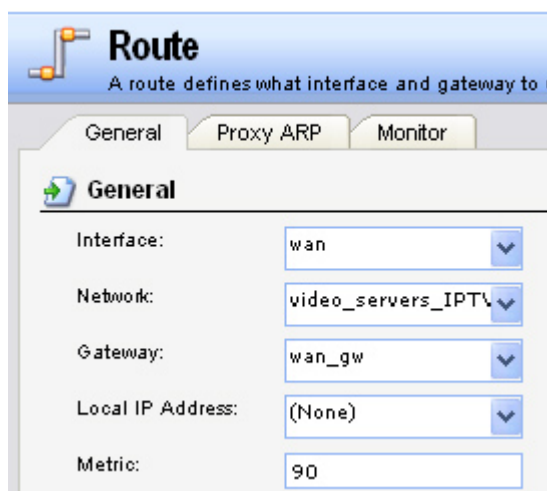 Route
A route defines what interface and gateway to
General
Proxy ARP
Monitor
General
Interface:
wan
Network:
video_servers_IPTV
Gateway:
wan_gw
Local IP Address:
(None)
Metric:
90